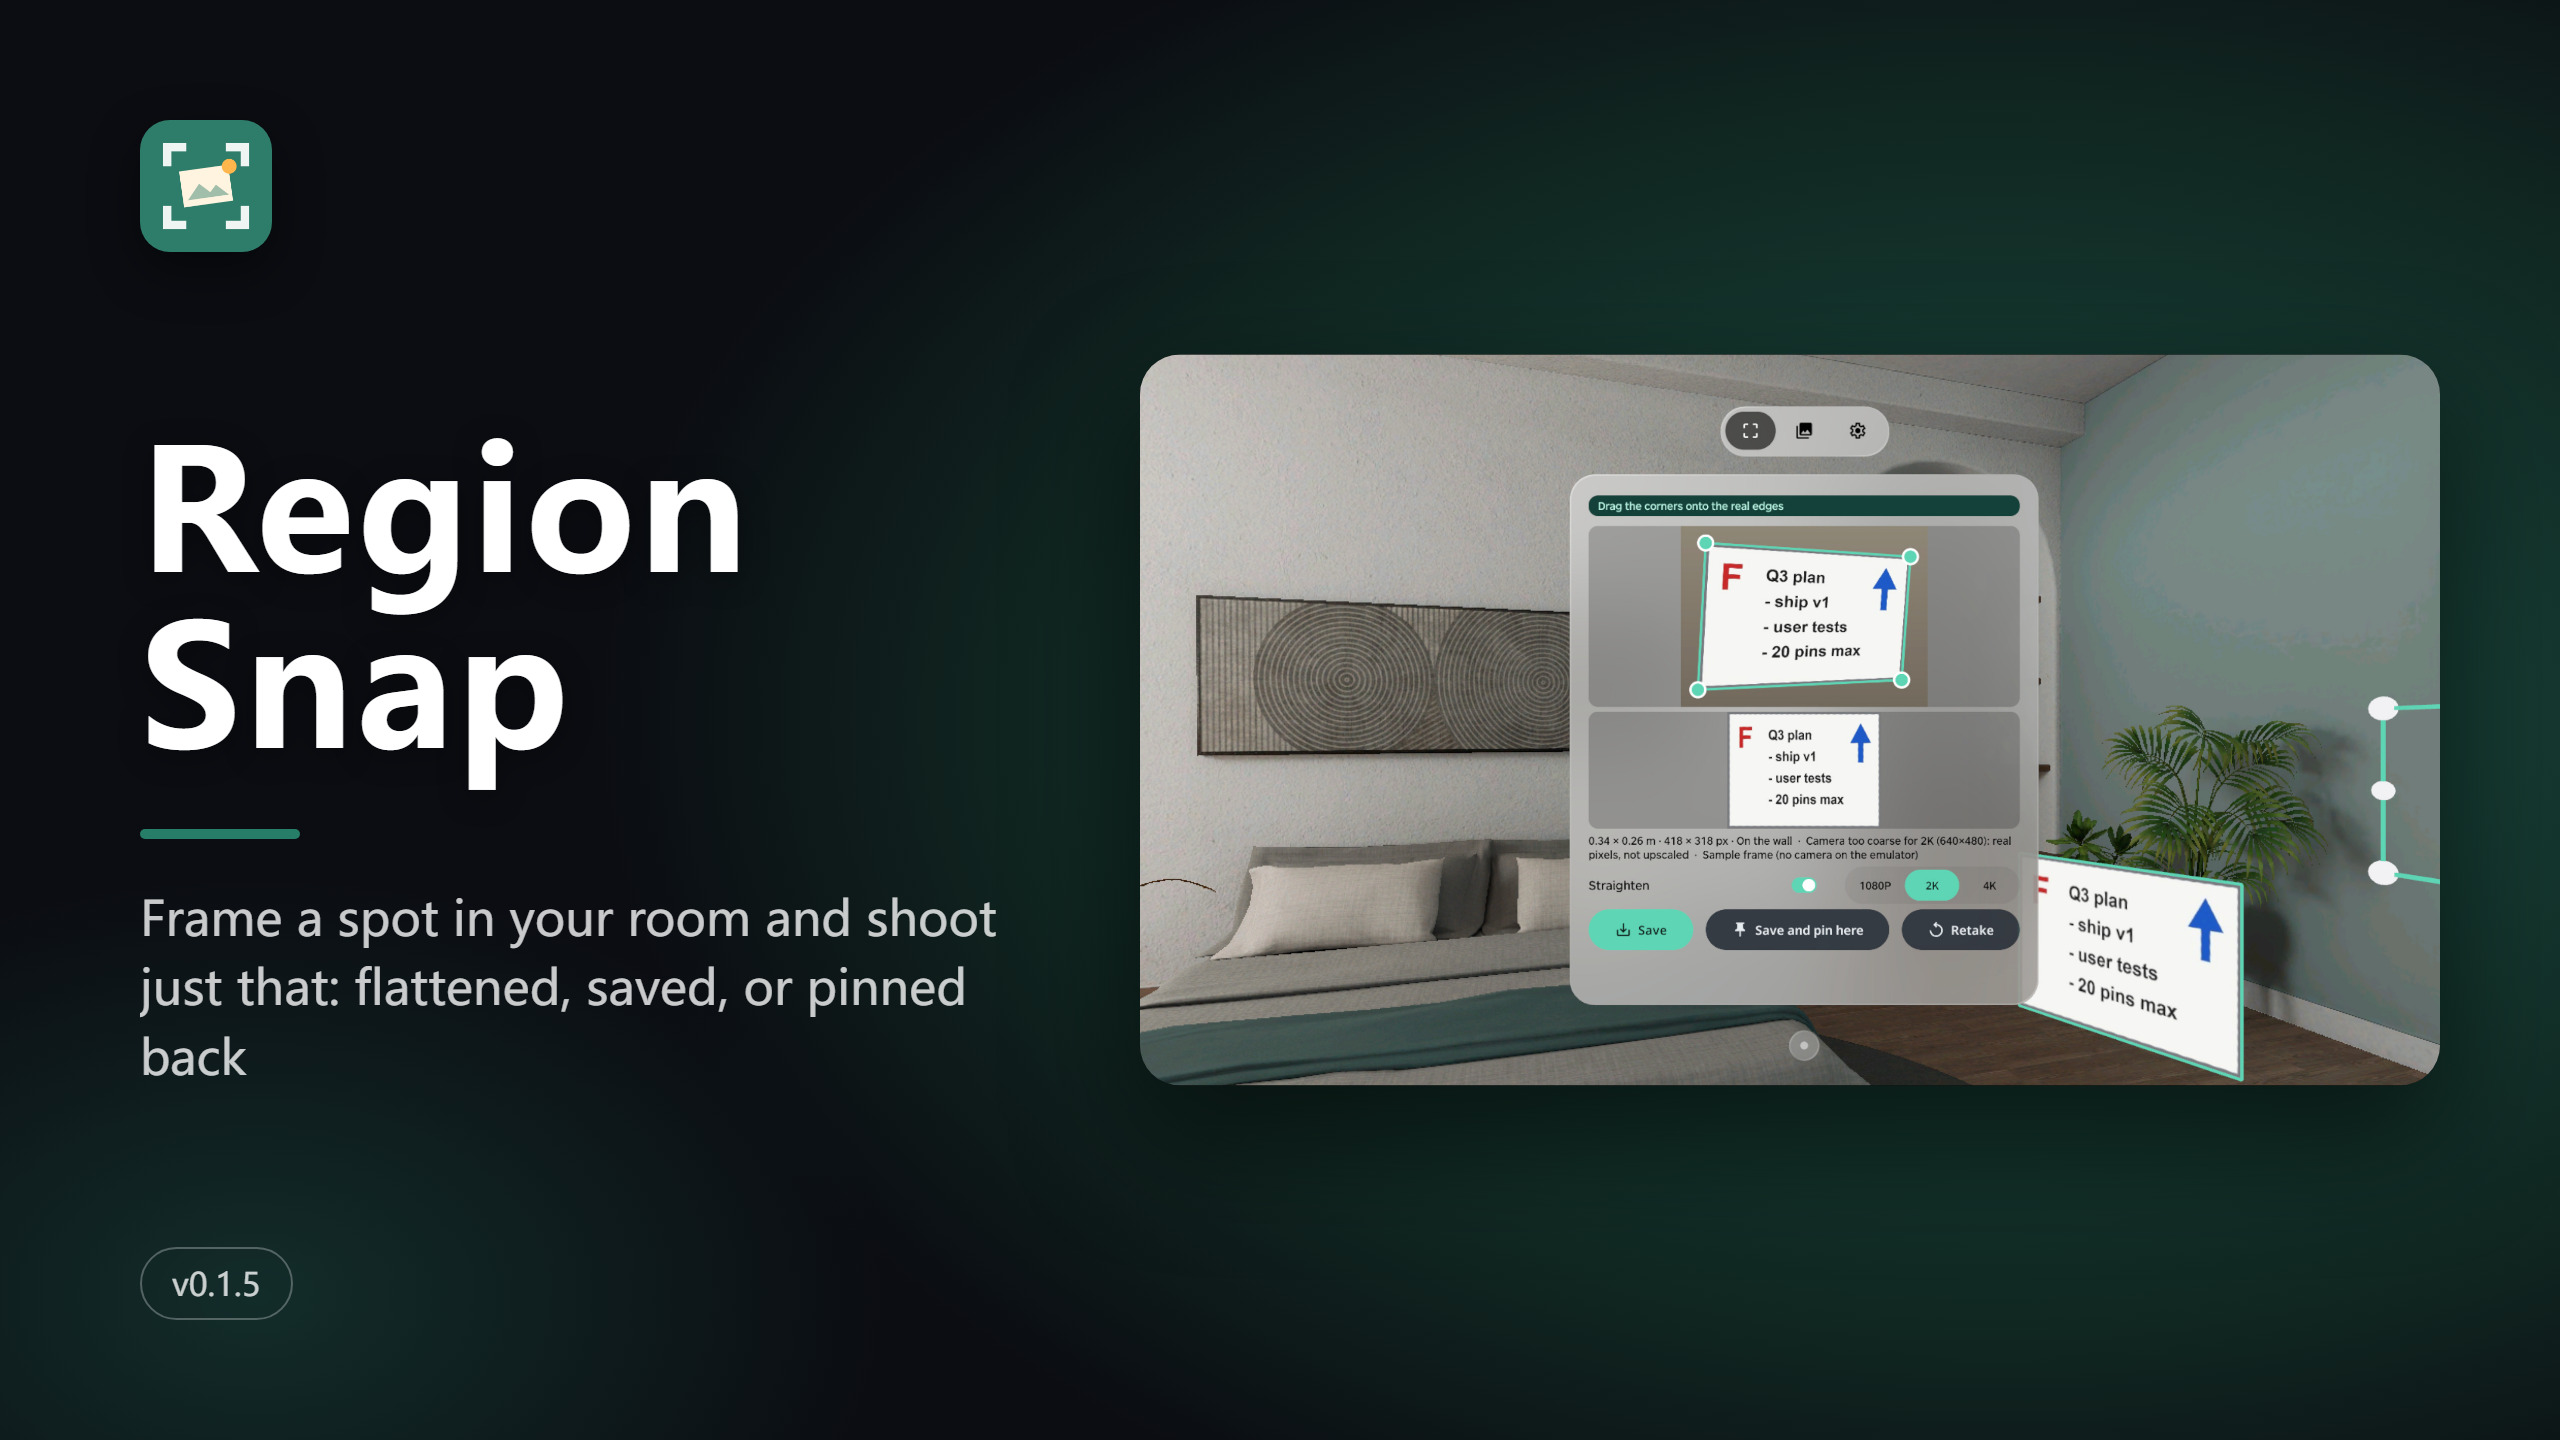 Region
Snap
Frame a spot in your room and shoot
just that: flattened, saved, or pinned
back
v0.1.5
Drag the corners onto the real edges
F
Q3 plan
- ship v1
- user tests
- 20 pins max
F
Q3 plan
- ship v1
- user tests
- 20 pins max
0.34 × 0.26 m · 418 × 318 px · On the wall · Camera too coarse for 2K (640×480): real
pixels, not upscaled · Sample frame (no camera on the emulator)
Straighten
1080P 2K 4K
Save Save and pin here Retake
F
Q3 plan
- ship v1
- user tests
- 20 pins max